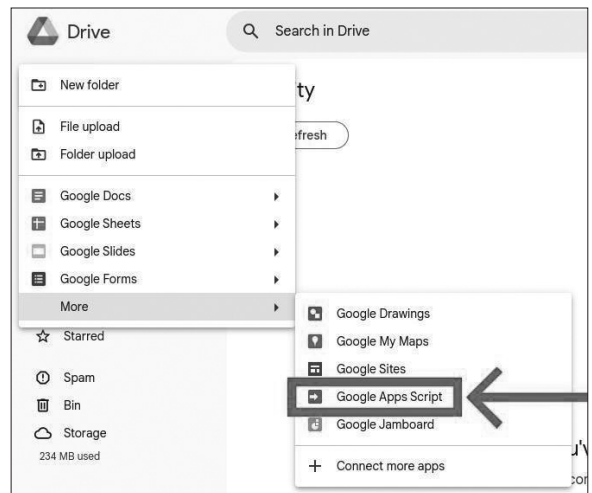 Drive
Search in Drive
New folder
ty
File upload
efresh
Folder upload
Google Docs
Google Sheets
Google Slides
Google Forms
More
Google Drawings
Starred
Google My Maps
Google Sites
Spam
Google Apps Script
Bin
Google Jamboard
Storage
u'v
234 MB used
Connect more apps
cor